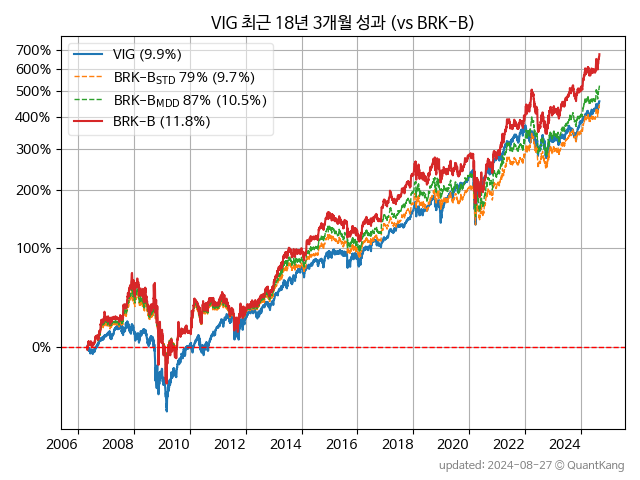 VIG 최근 18년 3개월 성과 (vs BRK-B)
700%
600%
500%
400%
300%
200%
100%
0%
VIG (9.9%)
BRK-B_STD 79% (9.7%)
BRK-B_MDD 87% (10.5%)
BRK-B (11.8%)
2006 2008 2010 2012 2014 2016 2018 2020 2022 2024
updated: 2024-08-27 © QuantKang